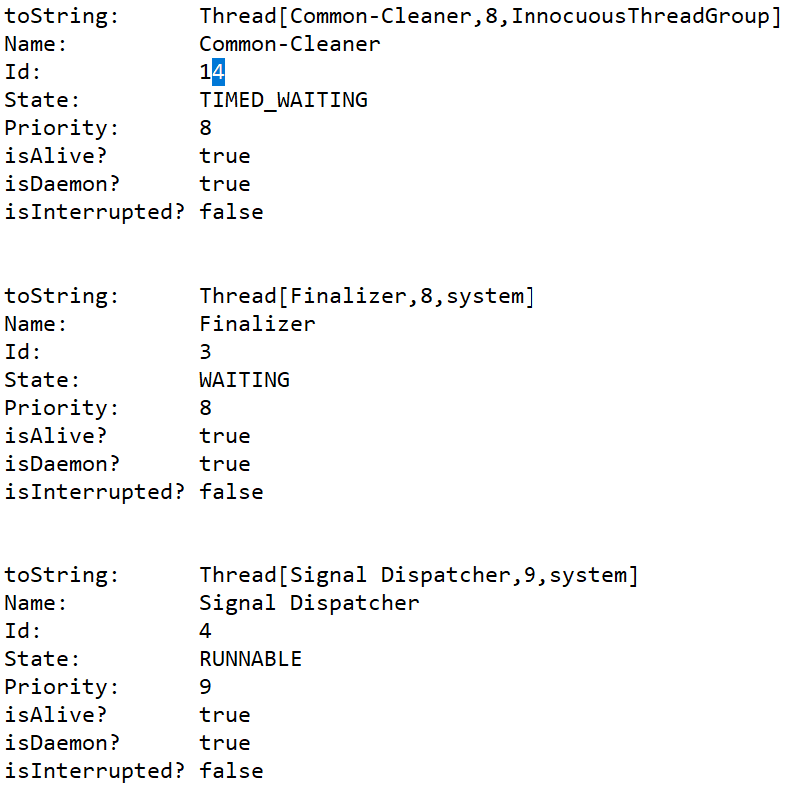 toString: Thread[Common-Cleaner,8,InnocuousThreadGroup]
Name: Common-Cleaner
Id: 14
State: TIMED_WAITING
Priority: 8
isAlive? true
isDaemon? true
isInterrupted? false
toString: Thread[Finalizer,8,system]
Name: Finalizer
Id: 3
State: WAITING
Priority: 8
isAlive? true
isDaemon? true
isInterrupted? false
toString: Thread[Signal Dispatcher,9,system]
Name: Signal Dispatcher
Id: 4
State: RUNNABLE
Priority: 9
isAlive? true
isDaemon? true
isInterrupted? false